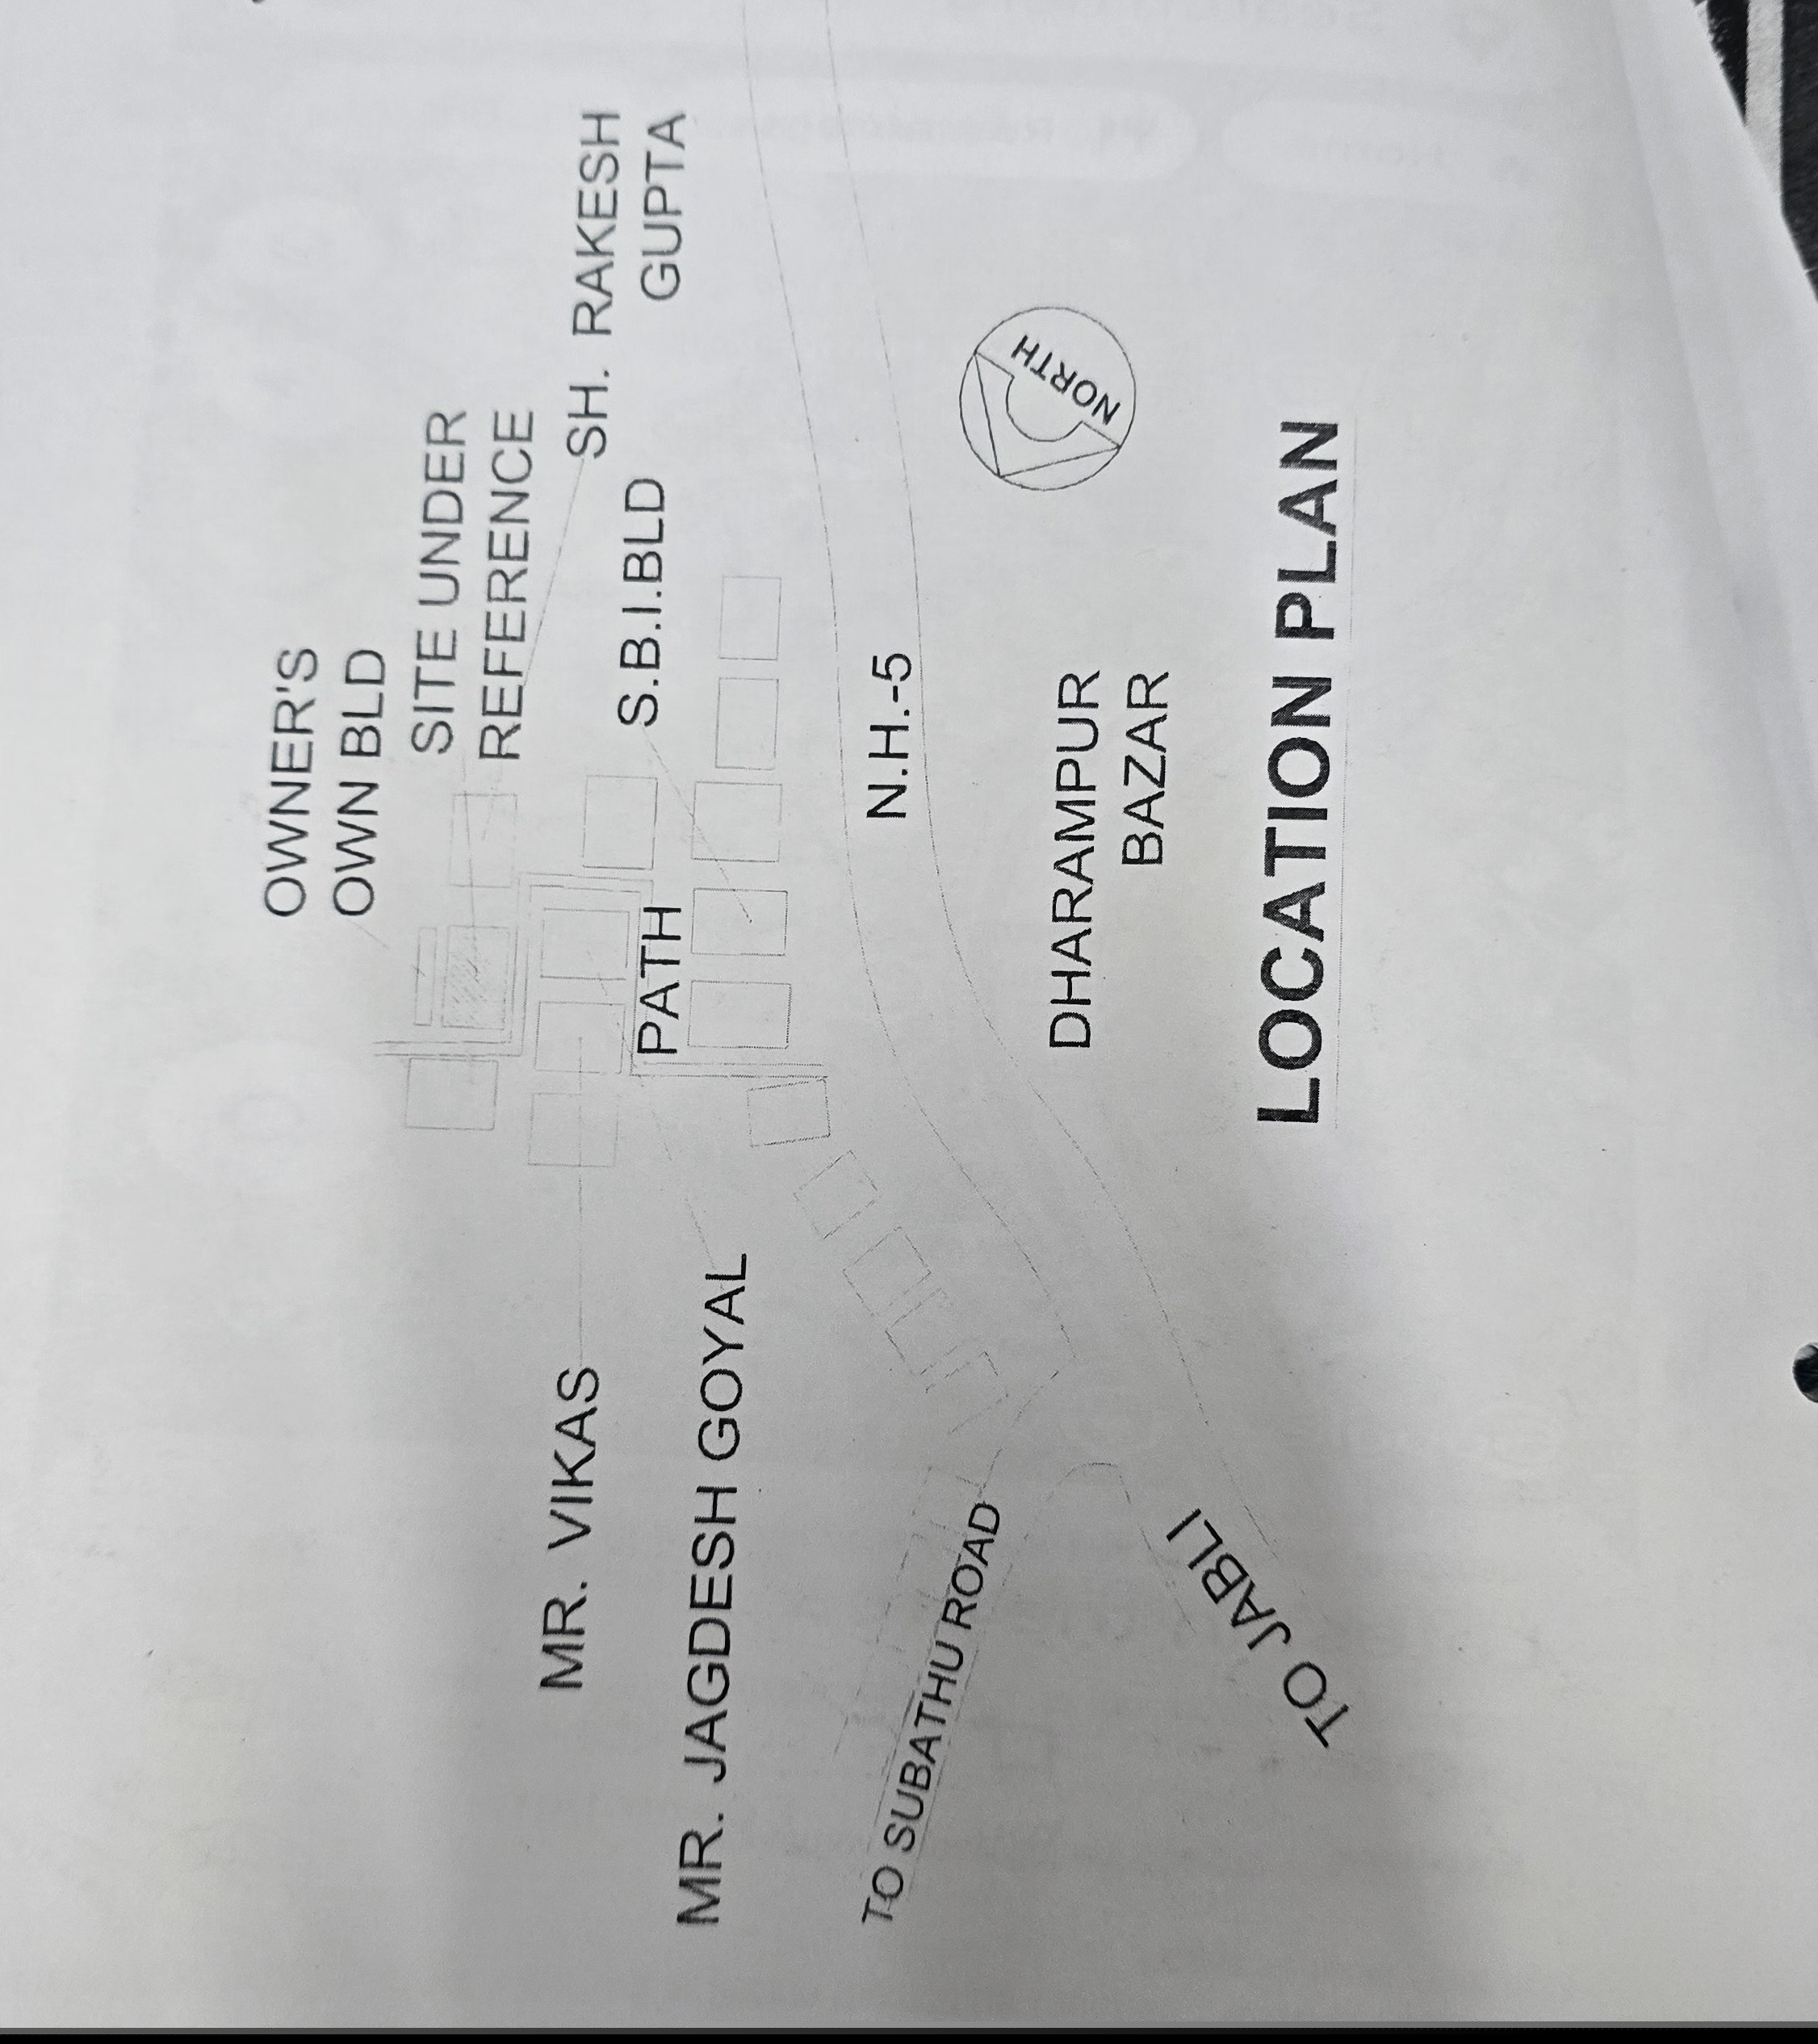 OWNER'S
OWN BLD
SITE UNDER
REFERENCE
SH. RAKESH
GUPTA
S.B.I.BLD
PATH
MR. VIKAS
MR. JAGDESH GOYAL
N.H.-5
TO SUBATHU ROAD
TO JABLI
NORTH
DHARAMPUR
BAZAR
LOCATION PLAN